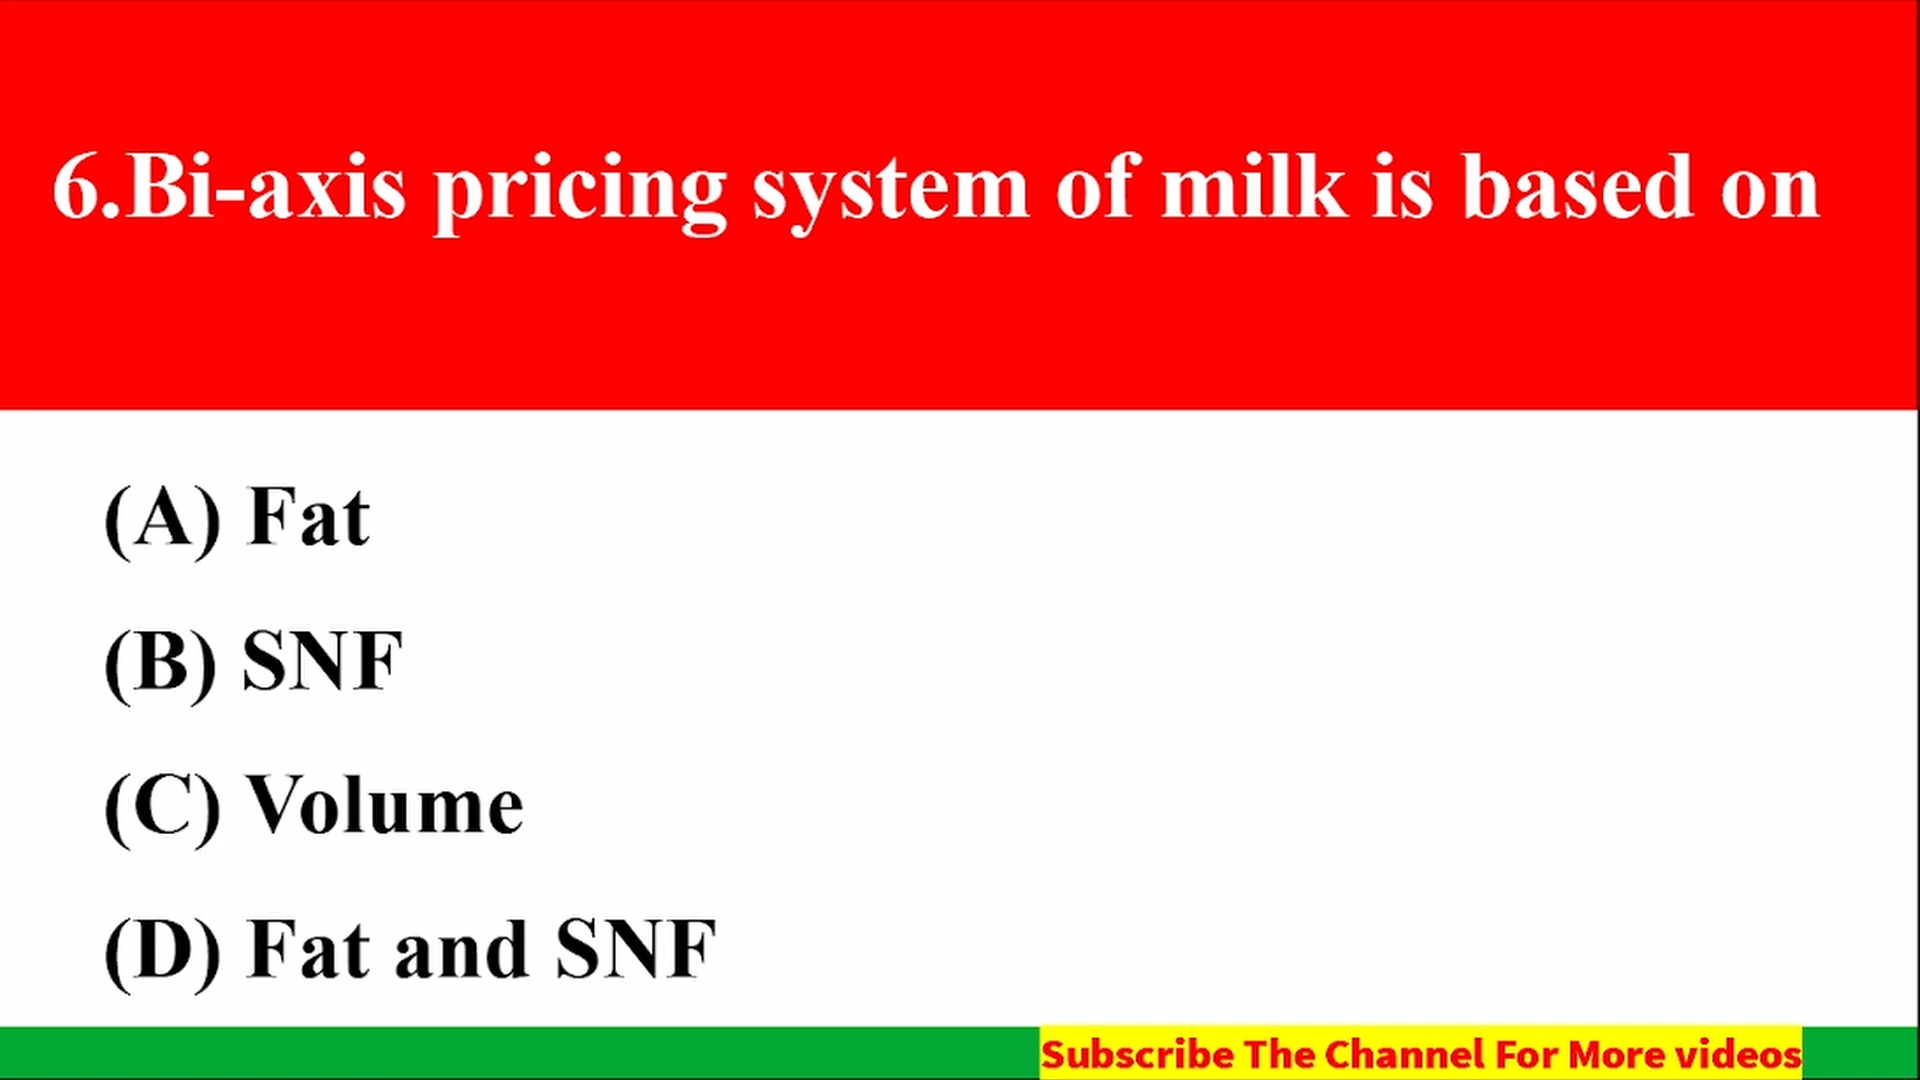 6.Bi-axis pricing system of milk is based on
(A) Fat
(B) SNF
(C) Volume
(D) Fat and SNF
Subscribe The Channel For More videos